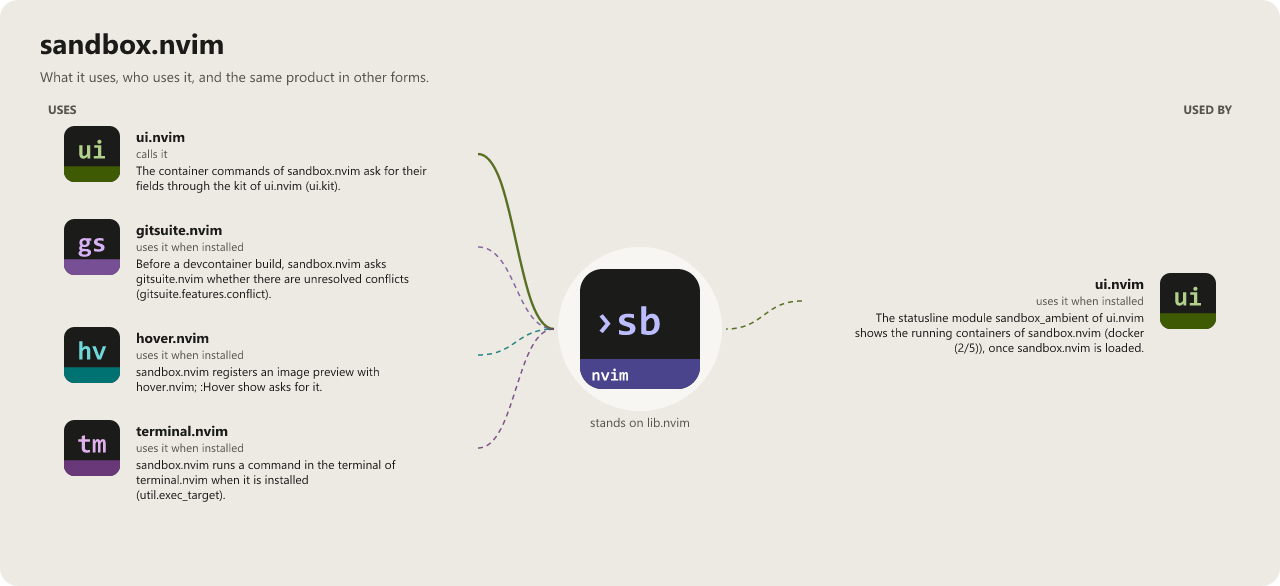 sandbox.nvim
What it uses, who uses it, and the same product in other forms.
USES
USED BY
ui
ui.nvim
calls it
The container commands of sandbox.nvim ask for their
fields through the kit of ui.nvim (ui.kit).
gs
gitsuite.nvim
uses it when installed
Before a devcontainer build, sandbox.nvim asks
gitsuite.nvim whether there are unresolved conflicts
(gitsuite.features.conflict).
hv
hover.nvim
uses it when installed
sandbox.nvim registers an image preview with
hover.nvim; :Hover show asks for it.
tm
terminal.nvim
uses it when installed
sandbox.nvim runs a command in the terminal of
terminal.nvim when it is installed
(util.exec_target).
›sb
nvim
stands on lib.nvim
ui.nvim
uses it when installed
The statusline module sandbox_ambient of ui.nvim
shows the running containers of sandbox.nvim (docker
(2/5)), once sandbox.nvim is loaded.
ui